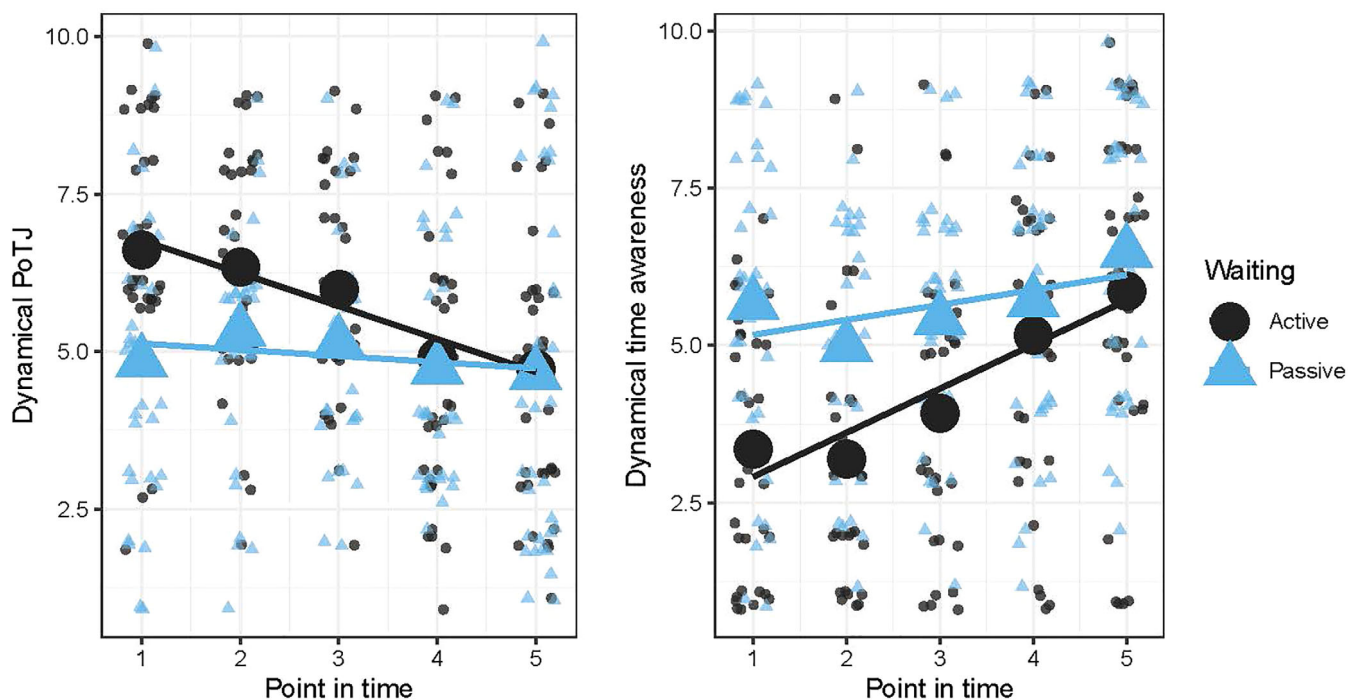 Dynamical PoTJ
10.0
7.5
5.0
2.5
1 2 3 4 5
Point in time
Dynamical time awareness
10.0
7.5
5.0
2.5
1 2 3 4 5
Point in time
Waiting
Active
Passive